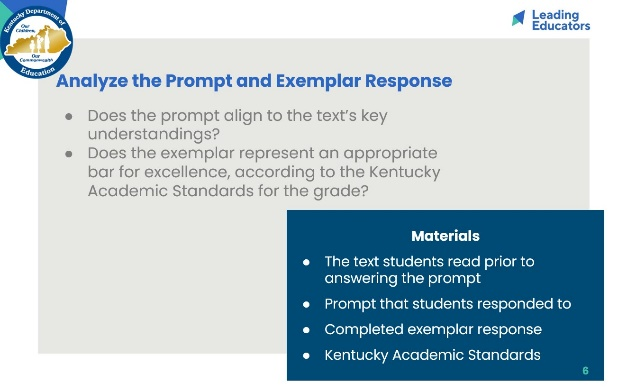 Kentucky Department of
Our
Children,
Our
Commonwealth
Education
Leading
Educators
Analyze the Prompt and Exemplar Response
● Does the prompt align to the text's key
understandings?
● Does the exemplar represent an appropriate
bar for excellence, according to the Kentucky
Academic Standards for the grade?
Materials
● The text students read prior to
answering the prompt
● Prompt that students responded to
● Completed exemplar response
● Kentucky Academic Standards
6